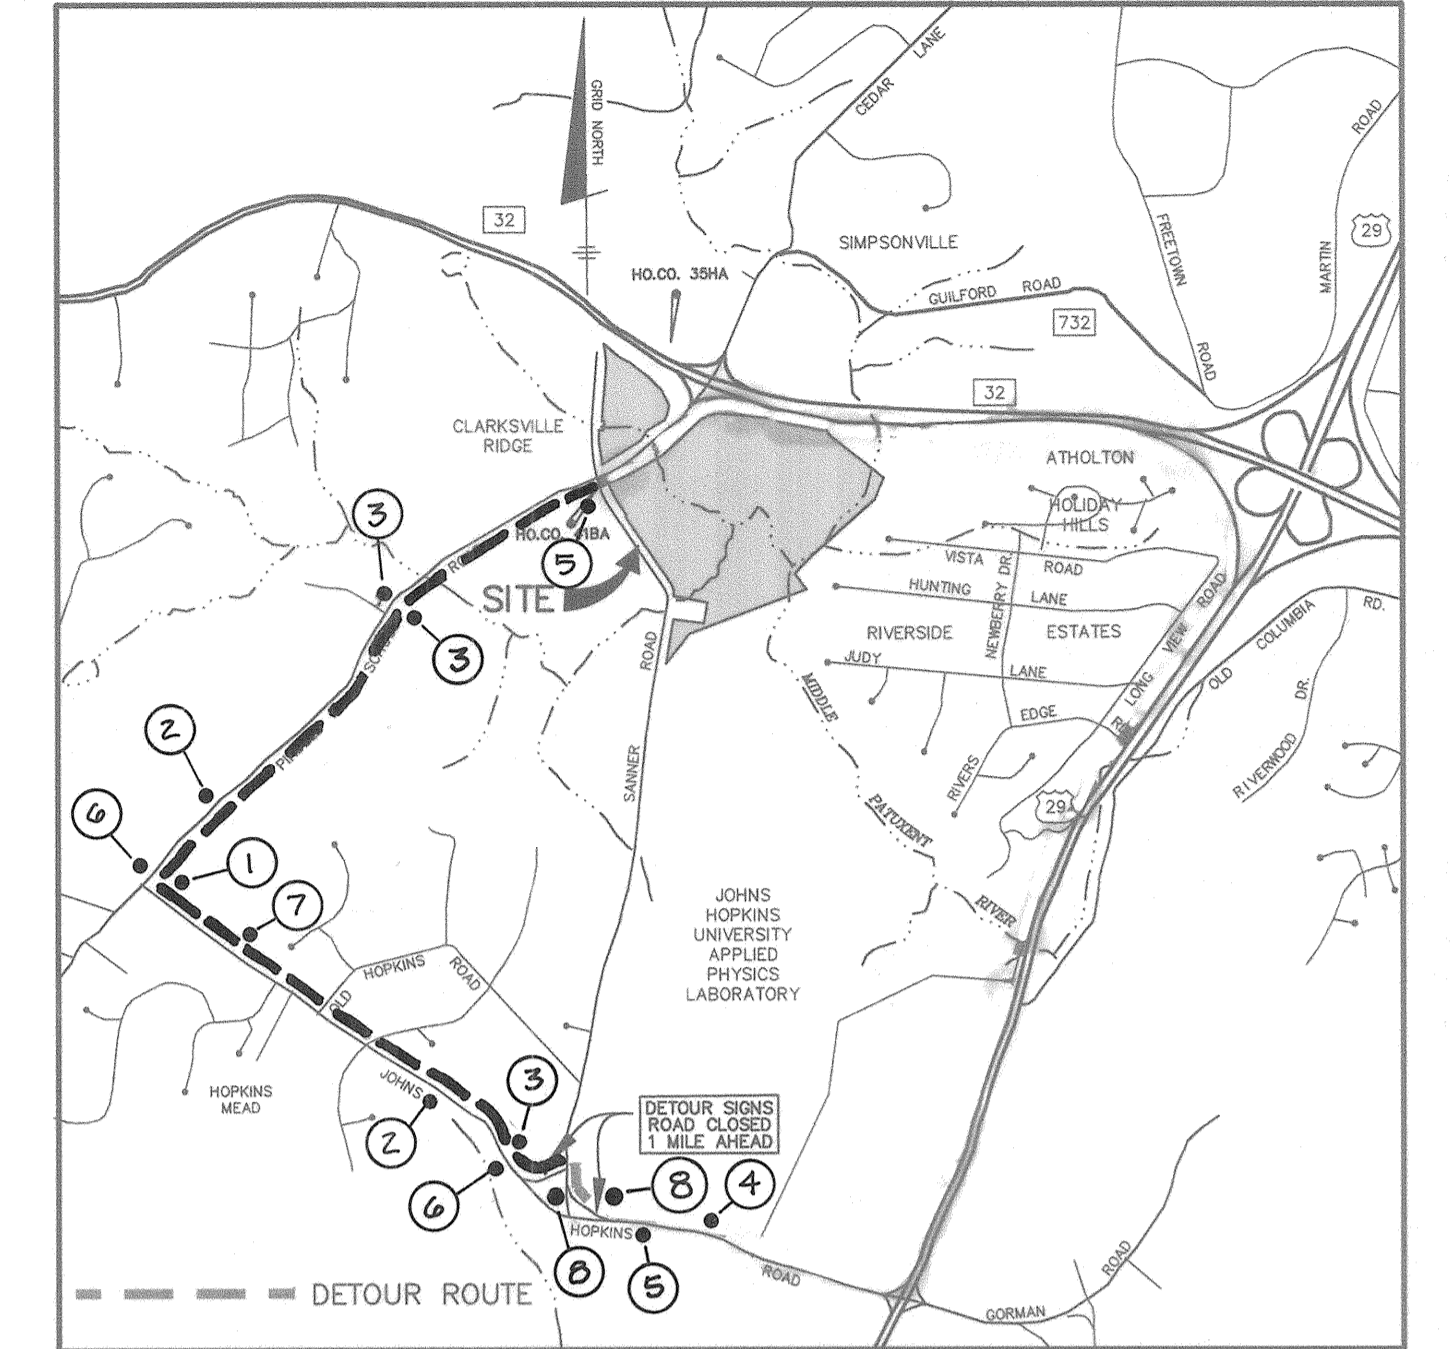 GRID NORTH
CEDAR LANE
ROAD
MARTIN
29
FREETOWN
ROAD
32
SIMPSONVILLE
HO.CO. 35HA
GUILFORD ROAD
732
32
CLARKSVILLE
RIDGE
ATHOLTON
HOLIDAY
HILLS
3
HO.CO. 41BA
5
SITE
VISTA ROAD
HUNTING LANE
NEWBERRY DR.
RIVERSIDE ESTATES
JUDY LANE
LONG VIEW ROAD
OLD COLUMBIA RD.
3
ROAD
SANNER
MIDDLE
PATUXENT
RIVER
EDGE
RIVERS
RIVERWOOD DR.
29
2
6
1
7
JOHNS
HOPKINS
UNIVERSITY
APPLIED
PHYSICS
LABORATORY
OLD
HOPKINS
ROAD
HOPKINS
MEAD
JOHNS
3
DETOUR SIGNS
ROAD CLOSED
1 MILE AHEAD
2
6
8
4
HOPKINS
8
5
ROAD
GORMAN
ROAD
DETOUR ROUTE